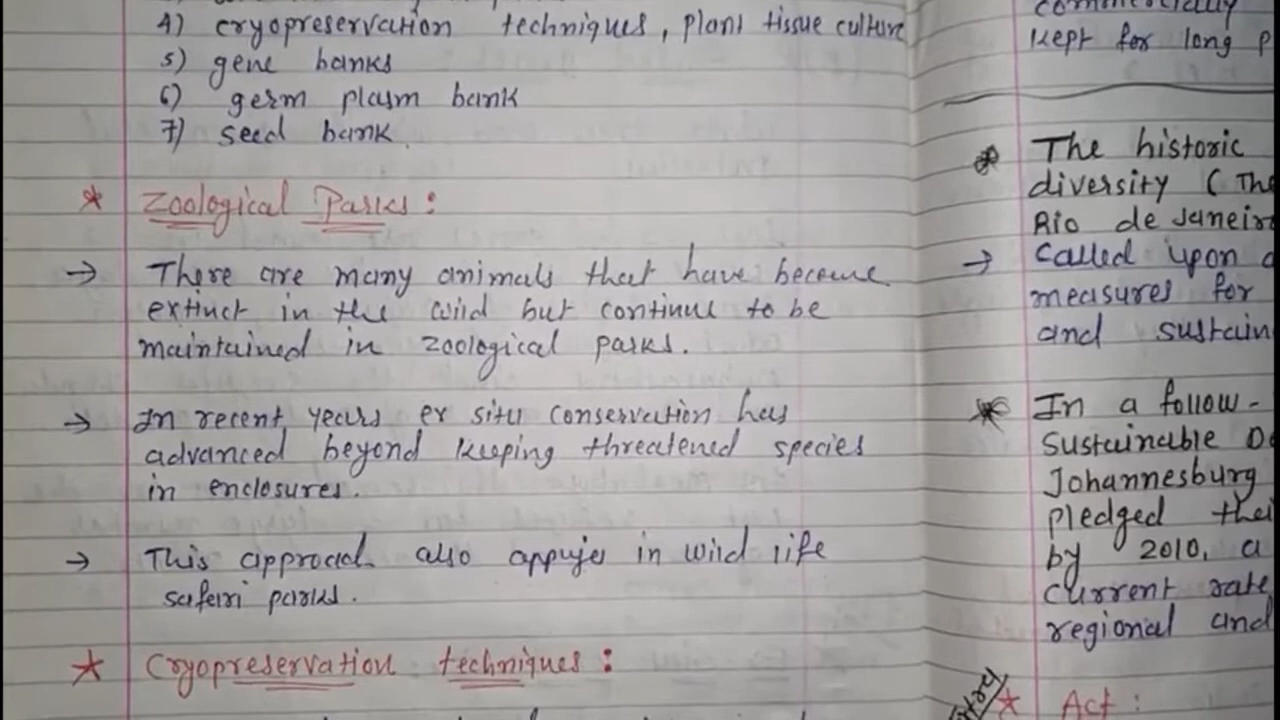 4) cryopreservation techniques, plant tissue culture
5) gene banks
6) germ plasm bank
7) seed bank.
* Zoological Parks :
→ There are many animals that have become
extinct in the wild but continue to be
maintained in zoological parks.
→ In recent years ex situ conservation has
advanced beyond keeping threatened species
in enclosures.
→ This approach also in wild life
safari parks.
* Cryopreservation techniques :
commercially
kept for long p
* The historic
diversity ( The
Rio de Janeiro
→ Called upon a
measures for
and sustain
* In a follow-
Sustainable De
Johannesburg
pledged thei
by 2010, a
current rate
regional and
* Act :